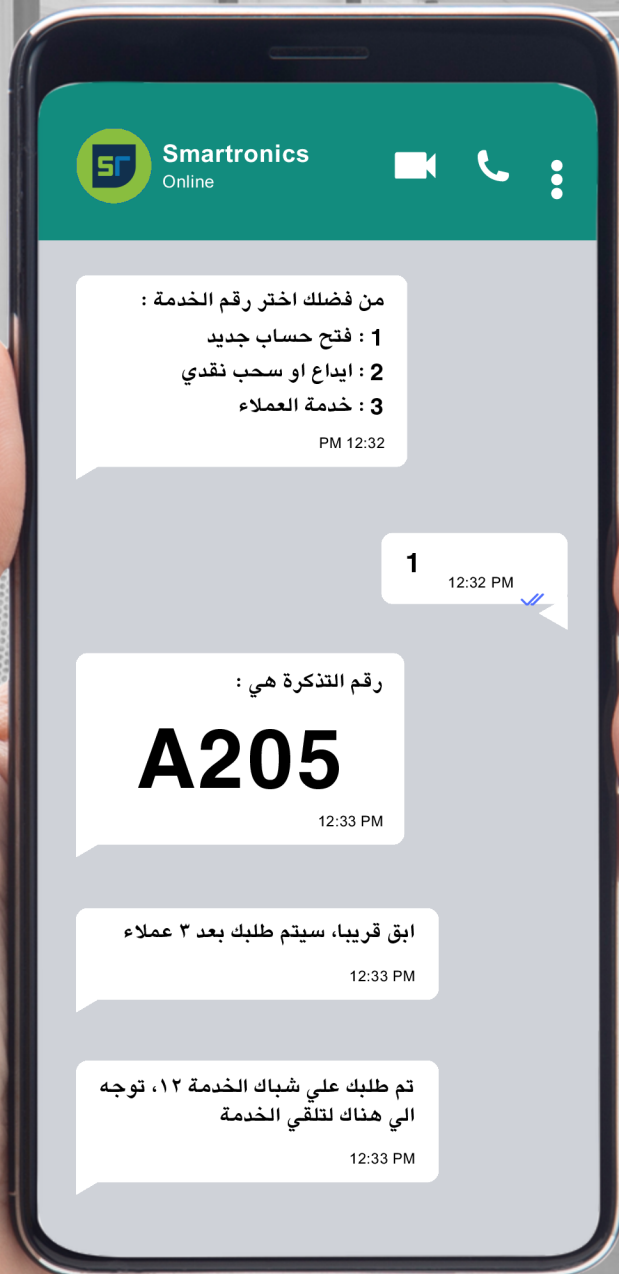 sr
Smartronics
Online
من فضلك اختر رقم الخدمة :
1 : فتح حساب جديد
2 : ايداع او سحب نقدي
3 : خدمة العملاء
PM 12:32
1
12:32 PM
رقم التذكرة هي :
A205
12:33 PM
ابق قريبا، سيتم طلبك بعد ٣ عملاء
12:33 PM
تم طلبك علي شباك الخدمة ١٢، توجه
الي هناك لتلقي الخدمة
12:33 PM